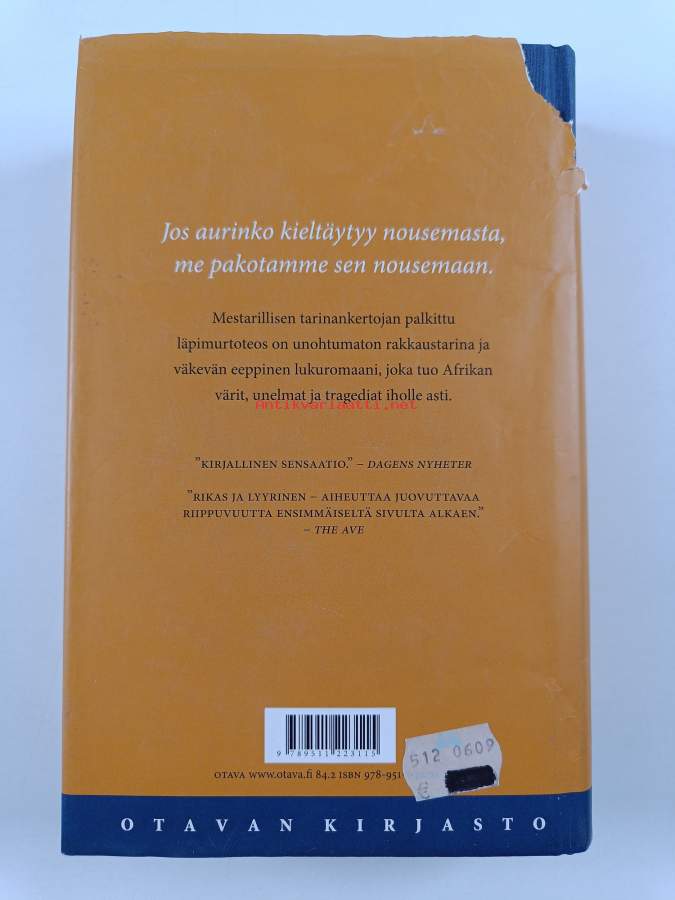 Jos aurinko kieltäytyy nousemasta,
me pakotamme sen nousemaan.
Mestarillisen tarinankertojan palkittu
läpimurtoteos on unohtumaton rakkaustarina ja
väkevän eeppinen lukuromaani, joka tuo Afrikan
värit, unelmat ja tragediat iholle asti.
antikvariaatti.net
”KIRJALLINEN SENSAATIO.” – DAGENS NYHETER
”RIKAS JA LYYRINEN – AIHEUTTAA JUOVUTTAVAA
RIIPPUVUUTTA ENSIMMÄISELTÄ SIVULTA ALKAEN.”
– THE AVE
9 789511 223115
512 0609
€
OTAVA www.otava.fi 84.2 ISBN 978-951
OTAVAN KIRJASTO